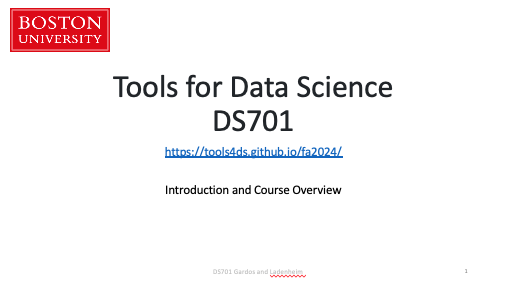 BOSTON
UNIVERSITY
Tools for Data Science
DS701
https://tools4ds.github.io/fa2024/
Introduction and Course Overview
DS701 Gardos and Ladenheim
1